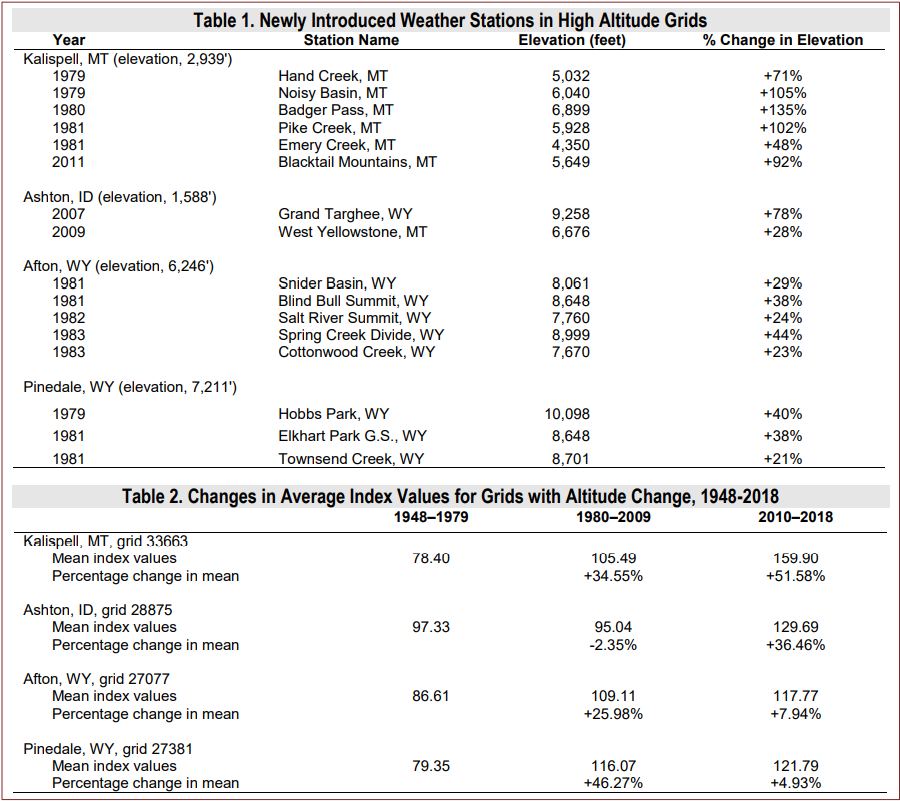 Table 1. Newly Introduced Weather Stations in High Altitude Grids
Year Station Name Elevation (feet) % Change in Elevation
Kalispell, MT (elevation, 2,939')
1979 Hand Creek, MT 5,032 +71%
1979 Noisy Basin, MT 6,040 +105%
1980 Badger Pass, MT 6,899 +135%
1981 Pike Creek, MT 5,928 +102%
1981 Emery Creek, MT 4,350 +48%
2011 Blacktail Mountains, MT 5,649 +92%
Ashton, ID (elevation, 1,588')
2007 Grand Targhee, WY 9,258 +78%
2009 West Yellowstone, MT 6,676 +28%
Afton, WY (elevation, 6,246')
1981 Snider Basin, WY 8,061 +29%
1981 Blind Bull Summit, WY 8,648 +38%
1982 Salt River Summit, WY 7,760 +24%
1983 Spring Creek Divide, WY 8,999 +44%
1983 Cottonwood Creek, WY 7,670 +23%
Pinedale, WY (elevation, 7,211')
1979 Hobbs Park, WY 10,098 +40%
1981 Elkhart Park G.S., WY 8,648 +38%
1981 Townsend Creek, WY 8,701 +21%
Table 2. Changes in Average Index Values for Grids with Altitude Change, 1948-2018
1948–1979 1980–2009 2010–2018
Kalispell, MT, grid 33663
Mean index values 78.40 105.49 159.90
Percentage change in mean +34.55% +51.58%
Ashton, ID, grid 28875
Mean index values 97.33 95.04 129.69
Percentage change in mean -2.35% +36.46%
Afton, WY, grid 27077
Mean index values 86.61 109.11 117.77
Percentage change in mean +25.98% +7.94%
Pinedale, WY, grid 27381
Mean index values 79.35 116.07 121.79
Percentage change in mean +46.27% +4.93%